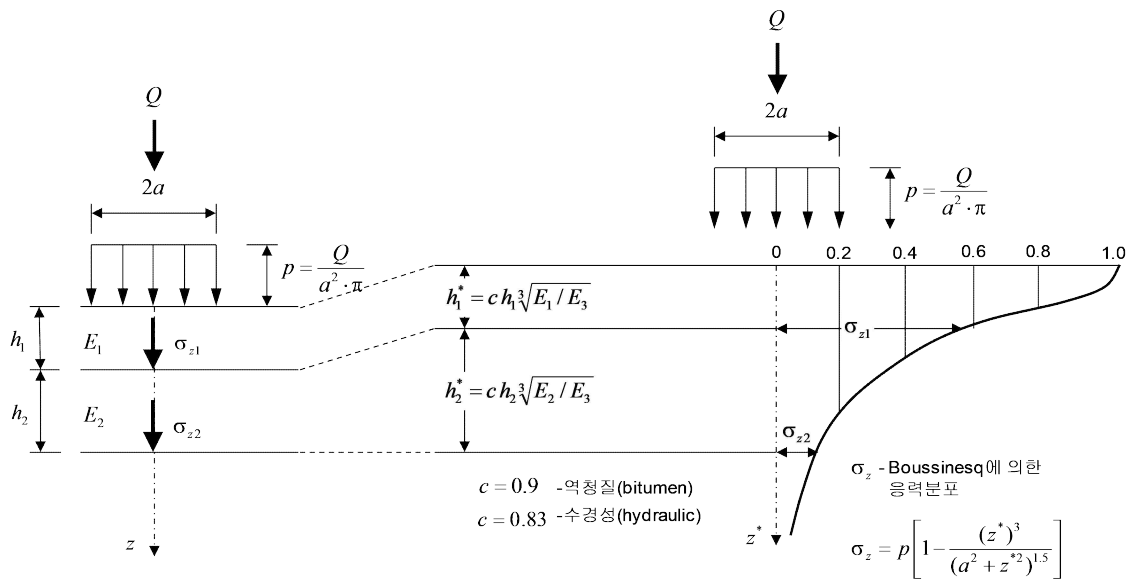 Q
2a
p = Q / (a² · π)
h₁
E₁
σz1
h₂
E₂
σz2
z
h₁* = c h₁ ∛(E₁ / E₃)
h₂* = c h₂ ∛(E₂ / E₃)
c = 0.9 -역청질(bitumen)
c = 0.83 -수경성(hydraulic)
Q
2a
p = Q / (a² · π)
0 0.2 0.4 0.6 0.8 1.0
σz1
σz2
z*
σz - Boussinesq에 의한
응력분포
σz = p[1 − (z*)³ / (a² + z*²)^1.5]